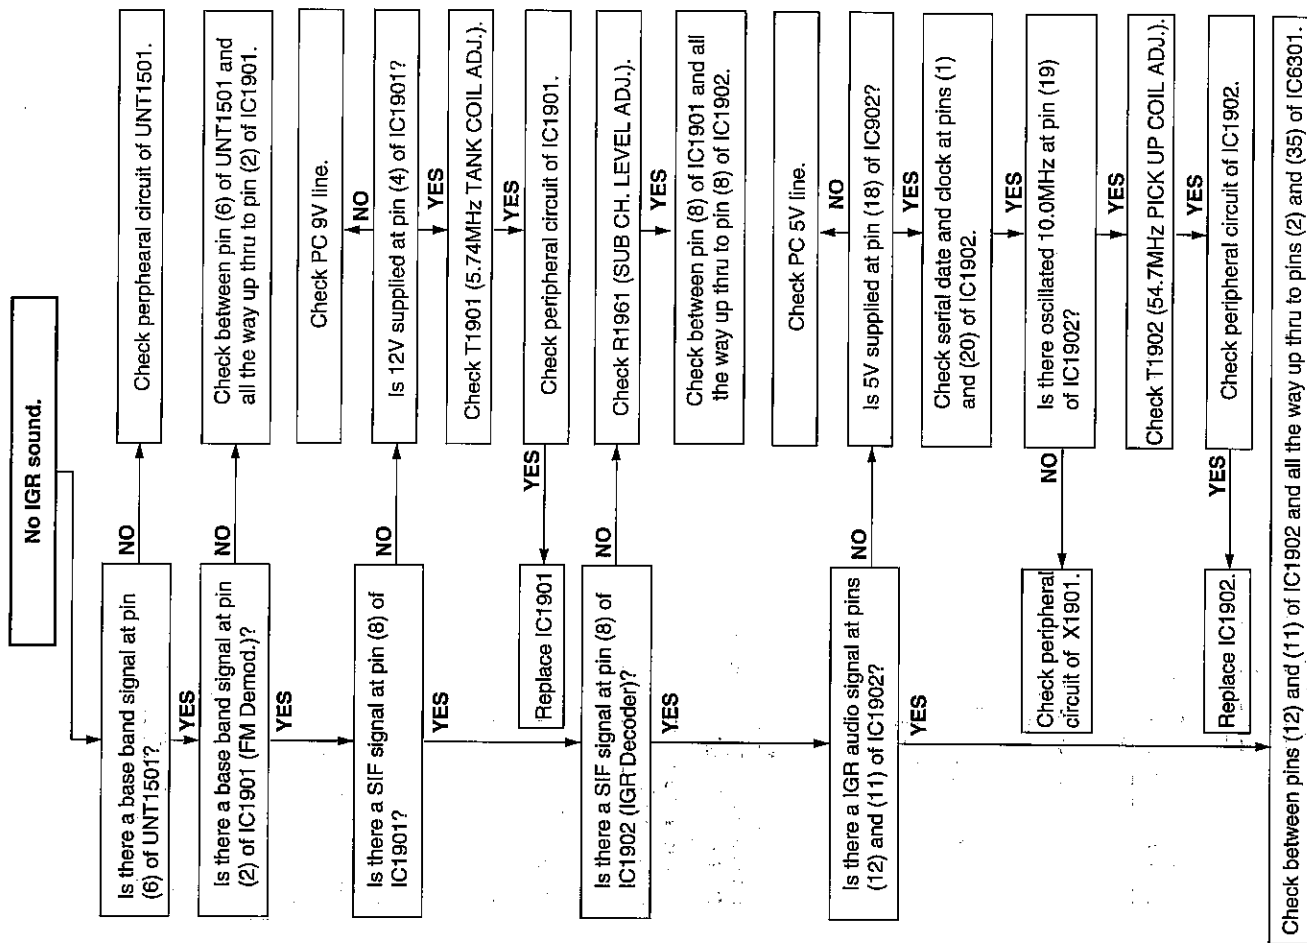 No IGR sound.
Is there a base band signal at pin
(6) of UNT1501?
NO
Check perphearal circuit of UNT1501.
YES
Is there a base band signal at pin
(2) of IC1901 (FM Demod.)?
NO
Check between pin (6) of UNT1501 and
all the way up thru to pin (2) of IC1901.
YES
Check PC 9V line.
NO
Is there a SIF signal at pin (8) of
IC1901?
NO
Is 12V supplied at pin (4) of IC1901?
YES
YES
Check T1901 (5.74MHz TANK COIL ADJ.).
YES
Check peripheral circuit of IC1901.
YES
Replace IC1901
Is there a SIF signal at pin (8) of
IC1902 (IGR Decoder)?
NO
Check R1961 (SUB CH. LEVEL ADJ.).
YES
YES
Check between pin (8) of IC1901 and all
the way up thru to pin (8) of IC1902.
Check PC 5V line.
NO
Is there a IGR audio signal at pins
(12) and (11) of IC1902?
NO
Is 5V supplied at pin (18) of IC902?
YES
YES
Check serial date and clock at pins (1)
and (20) of IC1902.
YES
Is there oscillated 10.0MHz at pin (19)
of IC1902?
NO
Check peripheral
circuit of X1901.
YES
Check T1902 (54.7MHz PICK UP COIL ADJ.).
YES
Check peripheral circuit of IC1902.
YES
Replace IC1902.
Check between pins (12) and (11) of IC1902 and all the way up thru to pins (2) and (35) of IC6301.